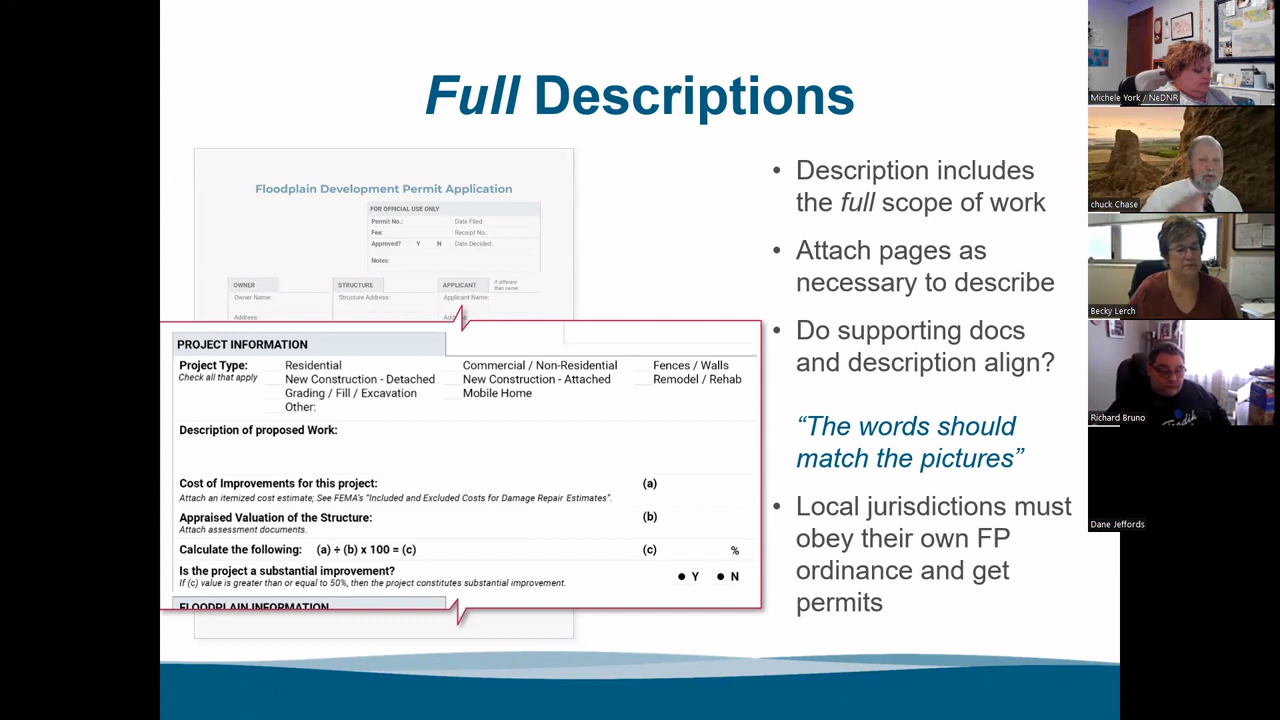 Full Descriptions
Floodplain Development Permit Application
FOR OFFICIAL USE ONLY
Permit No.: Date Filed:
Fee: Receipt No.:
Approved? Y N Date Decided:
Notes:
OWNER STRUCTURE APPLICANT If different than owner
Owner Name: Structure Address: Applicant Name:
Address:
PROJECT INFORMATION
Project Type: Residential Commercial / Non-Residential Fences / Walls
Check all that apply New Construction - Detached New Construction - Attached Remodel / Rehab
Grading / Fill / Excavation Mobile Home
Other:
Description of proposed Work:
Cost of Improvements for this project: (a)
Attach an itemized cost estimate; See FEMA's "Included and Excluded Costs for Damage Repair Estimates".
Appraised Valuation of the Structure: (b)
Attach assessment documents.
Calculate the following: (a) ÷ (b) x 100 = (c) (c) %
Is the project a substantial improvement? ● Y ● N
If (c) value is greater than or equal to 50%, then the project constitutes substantial improvement.
FLOODPLAIN INFORMATION
• Description includes
the full scope of work
• Attach pages as
necessary to describe
• Do supporting docs
and description align?
“The words should
match the pictures”
• Local jurisdictions must
obey their own FP
ordinance and get
permits
Michele York / NeDNR
chuck Chase
Becky Lerch
Richard Bruno
Dane Jeffords